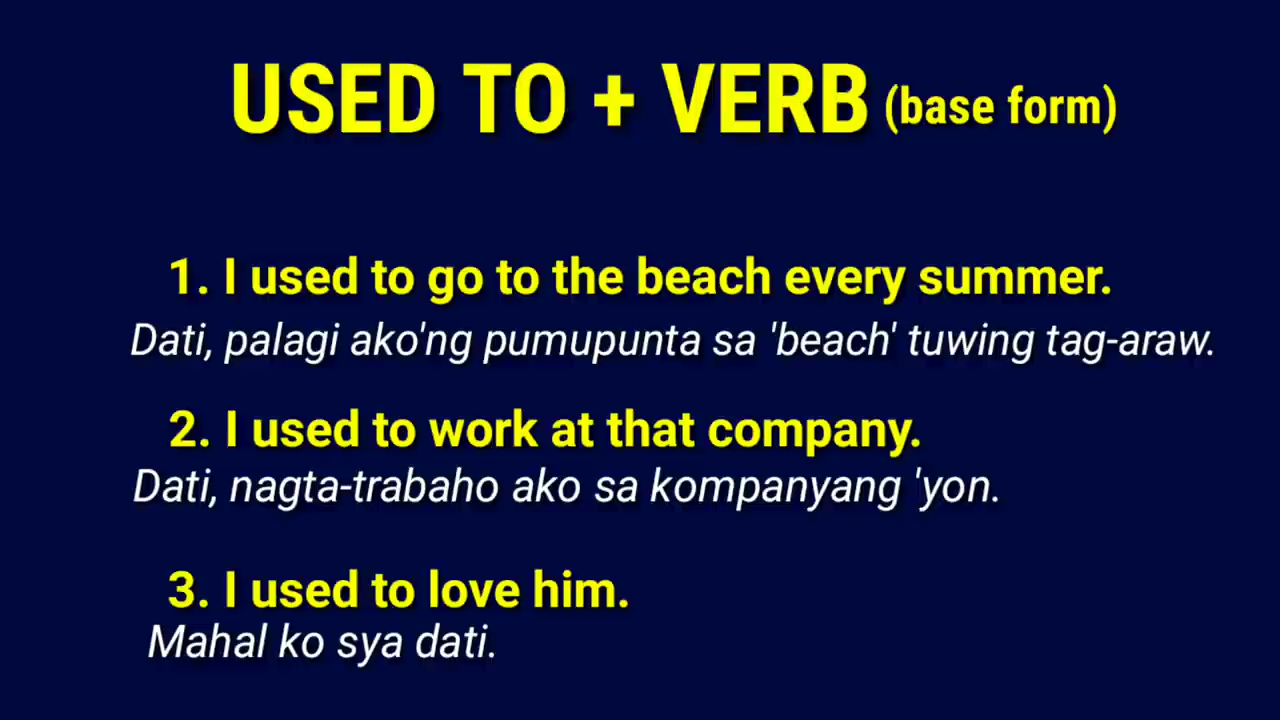 USED TO + VERB (base form)
1. I used to go to the beach every summer.
Dati, palagi ako'ng pumupunta sa 'beach' tuwing tag-araw.
2. I used to work at that company.
Dati, nagta-trabaho ako sa kompanyang 'yon.
3. I used to love him.
Mahal ko sya dati.